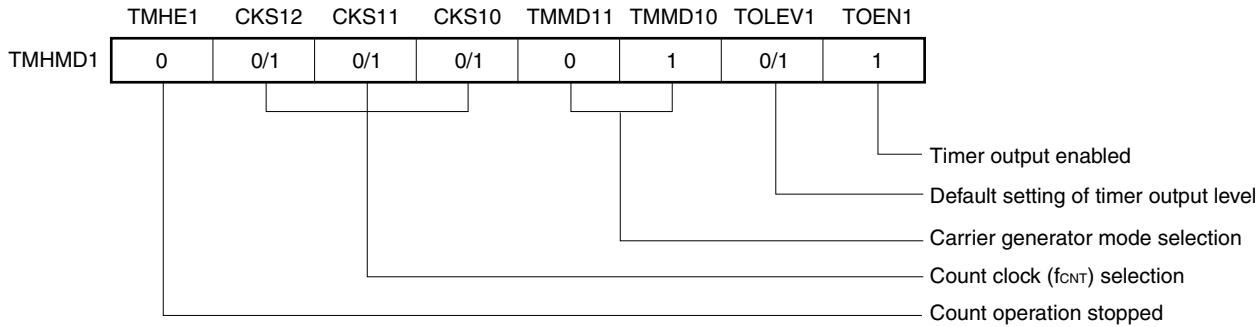 TMHE1 CKS12 CKS11 CKS10 TMMD11 TMMD10 TOLEV1 TOEN1
TMHMD1 0 0/1 0/1 0/1 0 1 0/1 1
Timer output enabled
Default setting of timer output level
Carrier generator mode selection
Count clock (fCNT) selection
Count operation stopped